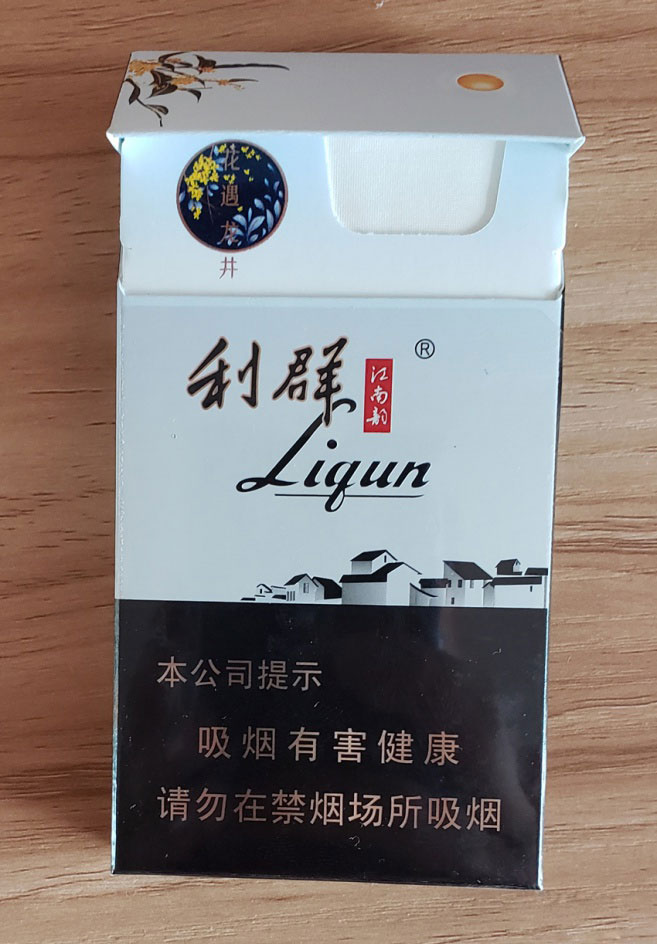 花遇龙井
利群
江南韵
®
Liqun
本公司提示
吸烟有害健康
请勿在禁烟场所吸烟